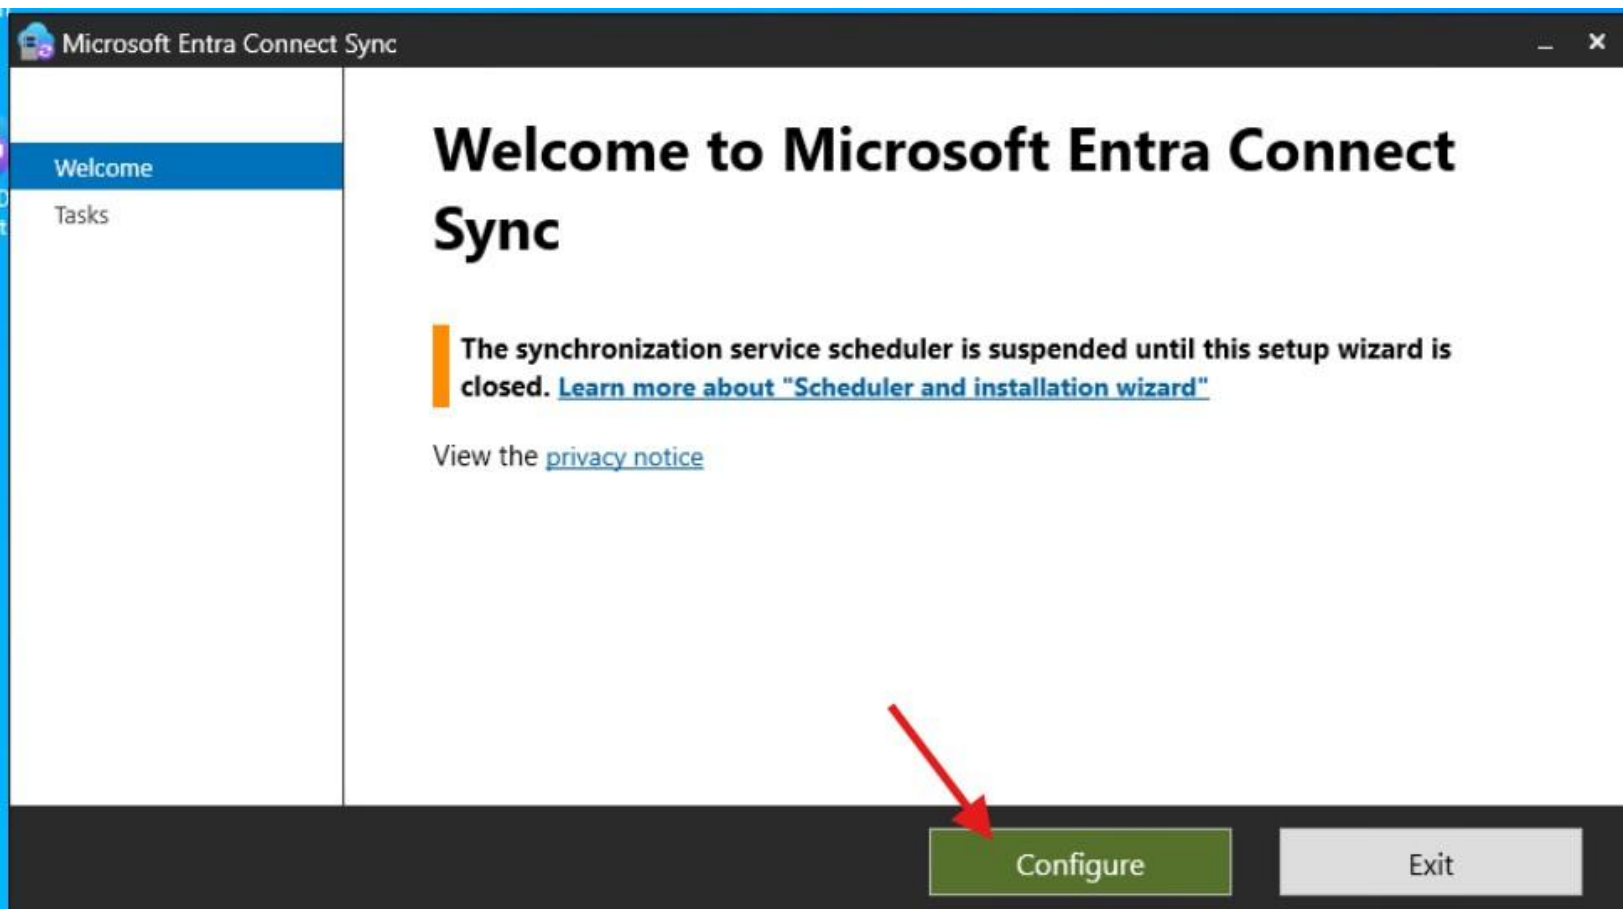 Microsoft Entra Connect Sync
Welcome
Tasks
Welcome to Microsoft Entra Connect
Sync
The synchronization service scheduler is suspended until this setup wizard is
closed. Learn more about "Scheduler and installation wizard"
View the privacy notice
Configure
Exit